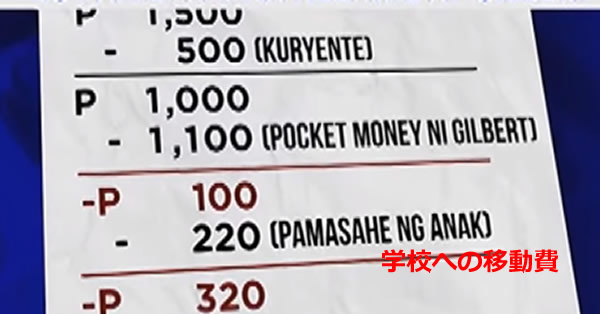 P 1,500
- 500 (KURYENTE)
P 1,000
- 1,100 (POCKET MONEY NI GILBERT)
-P 100
- 220 (PAMASAHE NG ANAK)
学校への移動費
-P 320